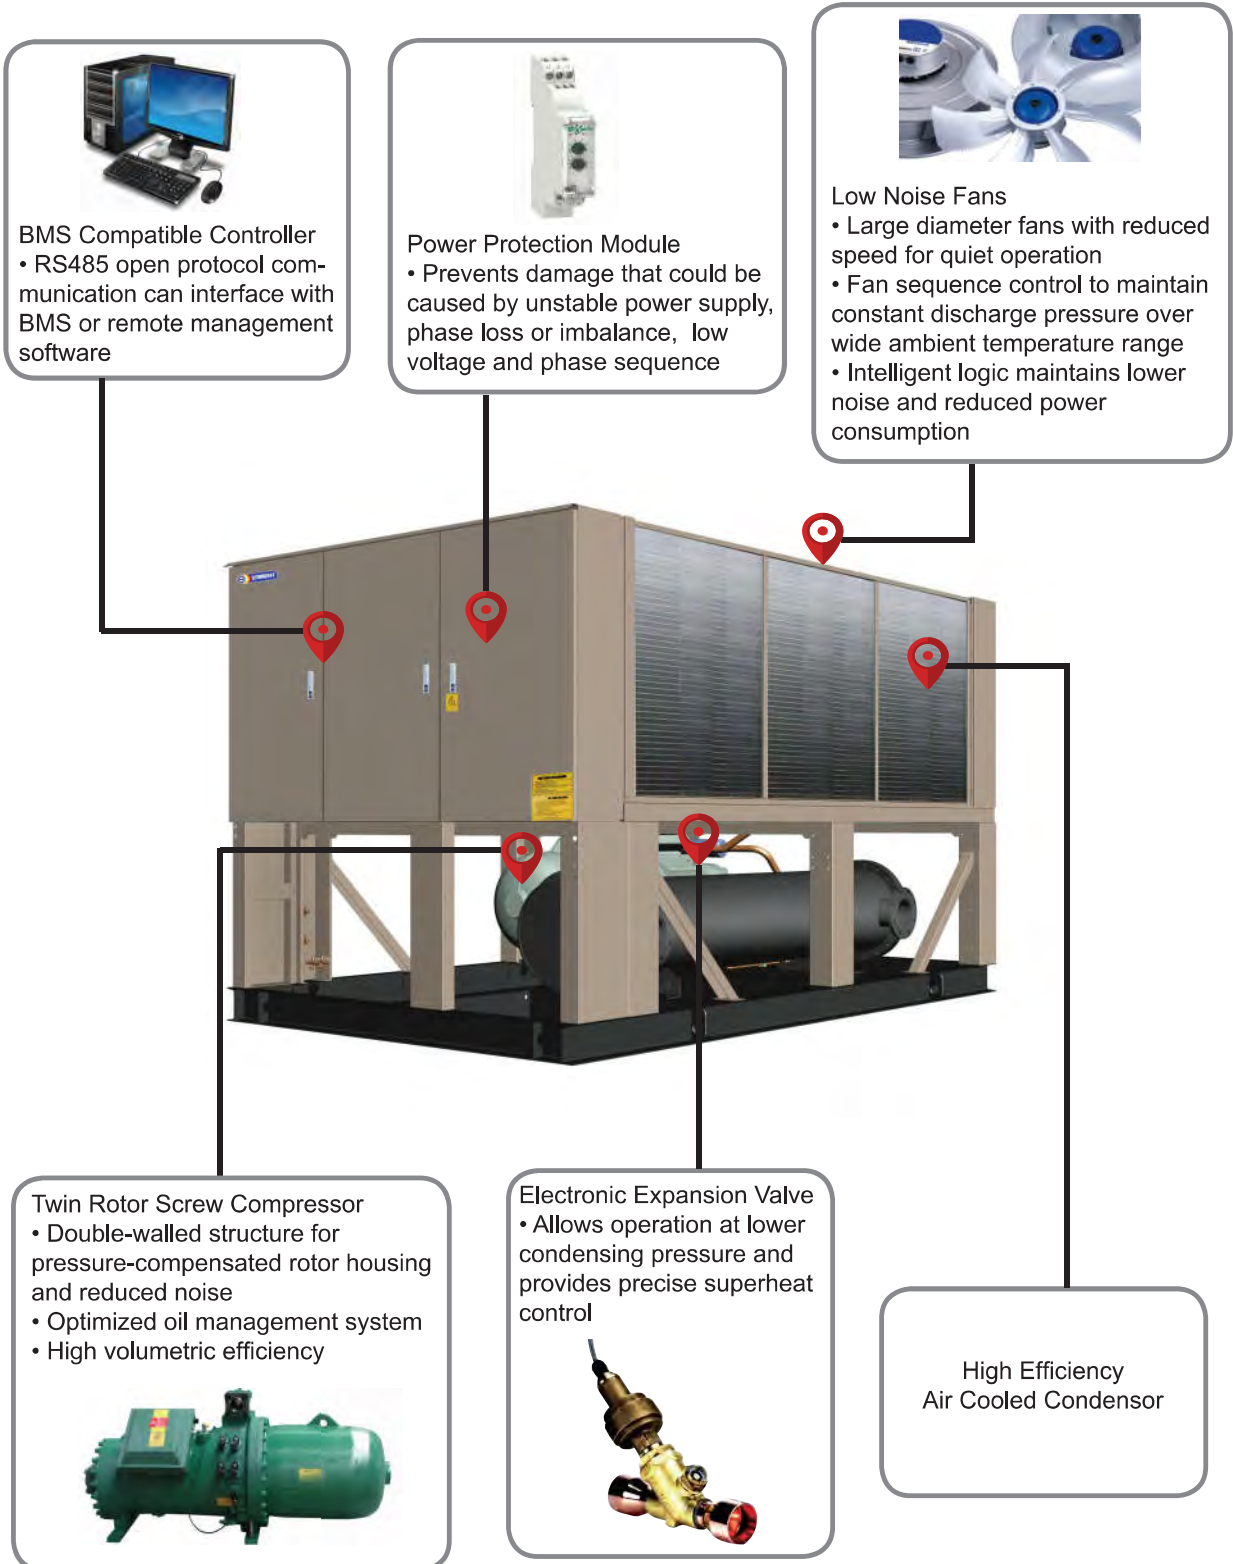 BMS Compatible Controller
• RS485 open protocol com-
munication can interface with
BMS or remote management
software
Power Protection Module
• Prevents damage that could be
caused by unstable power supply,
phase loss or imbalance, low
voltage and phase sequence
Low Noise Fans
• Large diameter fans with reduced
speed for quiet operation
• Fan sequence control to maintain
constant discharge pressure over
wide ambient temperature range
• Intelligent logic maintains lower
noise and reduced power
consumption
Twin Rotor Screw Compressor
• Double-walled structure for
pressure-compensated rotor housing
and reduced noise
• Optimized oil management system
• High volumetric efficiency
Electronic Expansion Valve
• Allows operation at lower
condensing pressure and
provides precise superheat
control
High Efficiency
Air Cooled Condensor